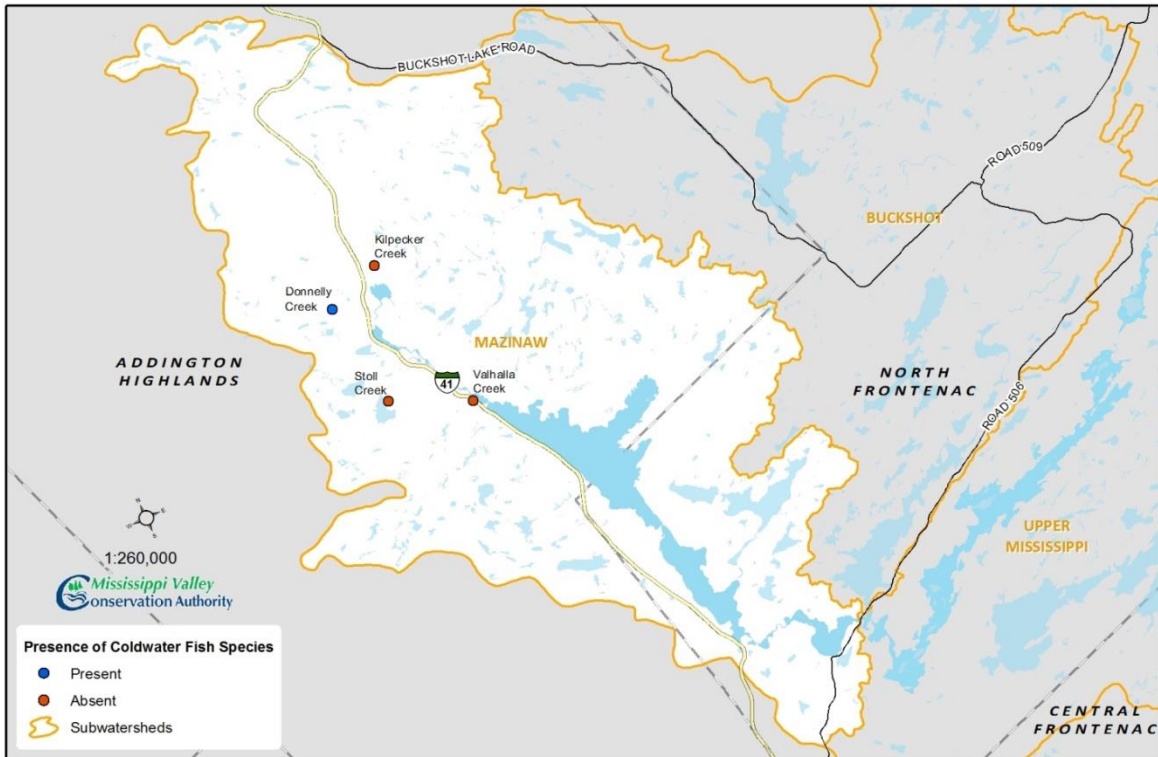 BUCKSHOT LAKE ROAD
ROAD 509
BUCKSHOT
Kilpecker
Creek
Donnelly
Creek
MAZINAW
ADDINGTON
HIGHLANDS
Stoll
Creek
41
Valhalla
Creek
NORTH
FRONTENAC
ROAD 506
UPPER
MISSISSIPPI
1:260,000
Mississippi Valley
Conservation Authority
Presence of Coldwater Fish Species
Present
Absent
Subwatersheds
CENTRAL
FRONTENAC